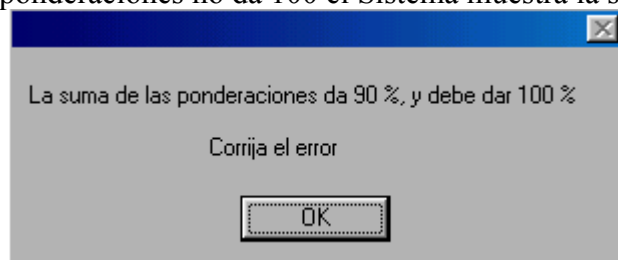 ponderaciones no da 100 el Sistema muestra la s
La suma de las ponderaciones da 90 %, y debe dar 100 %
Corrija el error
OK